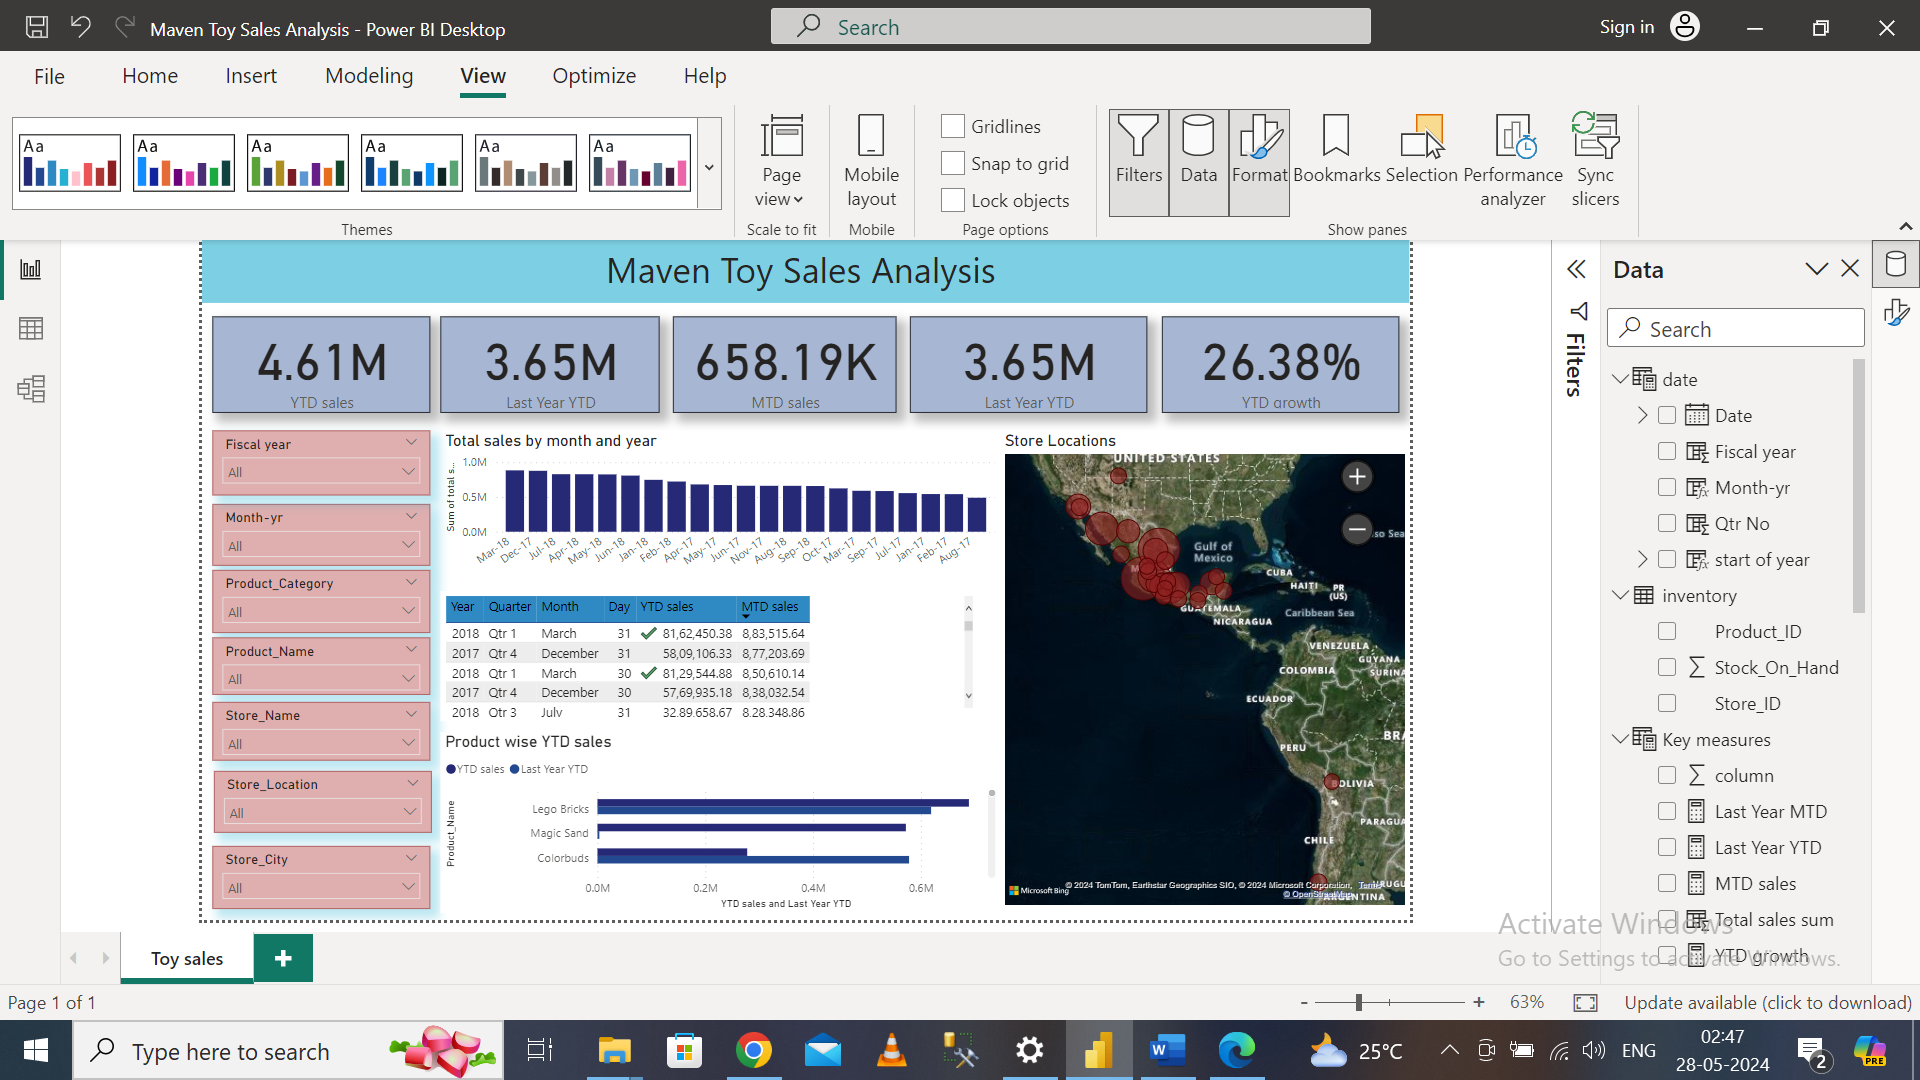 Maven Toy Sales Analysis - Power BI Desktop
Search
Sign in
File Home Insert Modeling View Optimize Help
Aa Aa Aa Aa Aa Aa
Themes
Page view
Scale to fit
Mobile layout
Mobile
Gridlines
Snap to grid
Lock objects
Page options
Filters Data Format Bookmarks Selection Performance analyzer Sync slicers
Show panes
Maven Toy Sales Analysis
4.61M
YTD sales
3.65M
Last Year YTD
658.19K
MTD sales
3.65M
Last Year YTD
26.38%
YTD growth
Fiscal year
All
Month-yr
All
Product_Category
All
Product_Name
All
Store_Name
All
Store_Location
All
Store_City
All
Total sales by month and year
Sum of total s...
1.0M
0.5M
0.0M
Mar-18 Dec-17 Jul-18 Apr-18 May-18 Jun-18 Jan-18 Feb-18 Apr-17 May-17 Jun-17 Nov-17 Aug-18 Sep-18 Oct-17 Mar-17 Sep-17 Jul-17 Jan-17 Feb-17 Aug-17
Year Quarter Month Day YTD sales MTD sales
2018 Qtr 1 March 31 81,62,450.38 8,83,515.64
2017 Qtr 4 December 31 58,09,106.33 8,77,203.69
2018 Qtr 1 March 30 81,29,544.88 8,50,610.14
2017 Qtr 4 December 30 57,69,935.18 8,38,032.54
2018 Qtr 3 July 31 32,89,658.67 8,28,348.86
Product wise YTD sales
YTD sales Last Year YTD
Product_Name
Lego Bricks
Magic Sand
Colorbuds
0.0M 0.2M 0.4M 0.6M
YTD sales and Last Year YTD
Store Locations
UNITED STATES
Gulf of Mexico
CUBA
HAITI
PR (US)
GUATEMALA
Caribbean Sea
NICARAGUA
VENEZUELA
GUYANA
COLOMBIA
ECUADOR
PERU
BOLIVIA
PARAGUA
CHILE
ARGENTINA
Microsoft Bing
© 2024 TomTom, Earthstar Geographics SIO, © 2024 Microsoft Corporation, Terms
© OpenStreetMap
Filters
Data
Search
date
Date
Fiscal year
Month-yr
Qtr No
start of year
inventory
Product_ID
Stock_On_Hand
Store_ID
Key measures
column
Last Year MTD
Last Year YTD
MTD sales
Total sales sum
YTD growth
Activate Windows
Go to Settings to activate Windows.
Toy sales
Page 1 of 1
63%
Update available (click to download)
Type here to search
25°C
ENG
02:47
28-05-2024
2
PRE